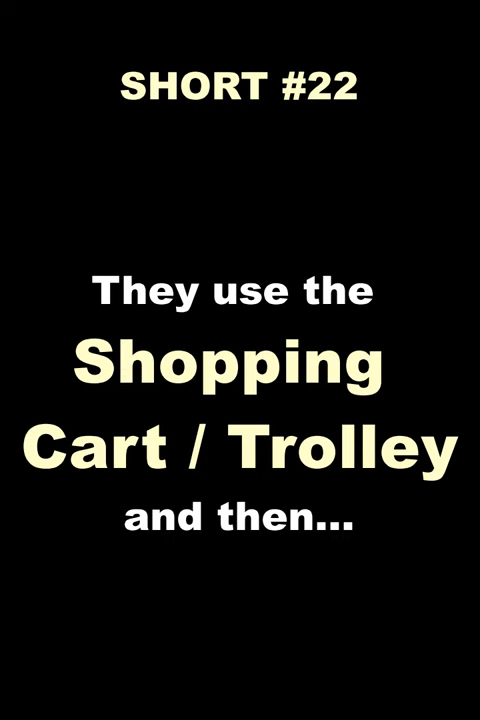 SHORT #22
They use the
Shopping
Cart / Trolley
and then...